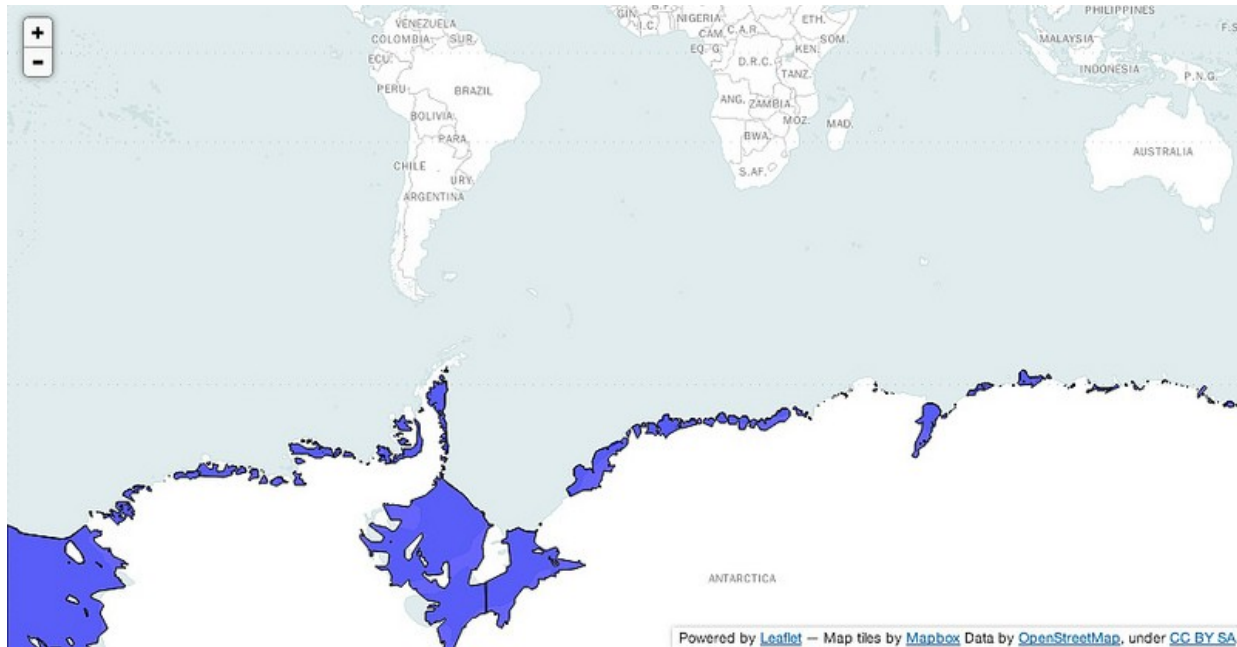 +
-
VENEZUELA
COLOMBIA
SUR.
ECU.
PERU
BRAZIL
BOLIVIA
PARA.
CHILE
URY.
ARGENTINA
GIN.
I.C.
NIGERIA
CAM.
C.A.R.
ETH.
SOM.
EQ. G.
KEN.
D.R.C.
TANZ.
ANG.
ZAMBIA
MOZ.
MAD.
BWA.
S.AF.
PHILIPPINES
MALAYSIA
INDONESIA
P.N.G.
AUSTRALIA
ANTARCTICA
Powered by Leaflet — Map tiles by Mapbox Data by OpenStreetMap, under CC BY SA